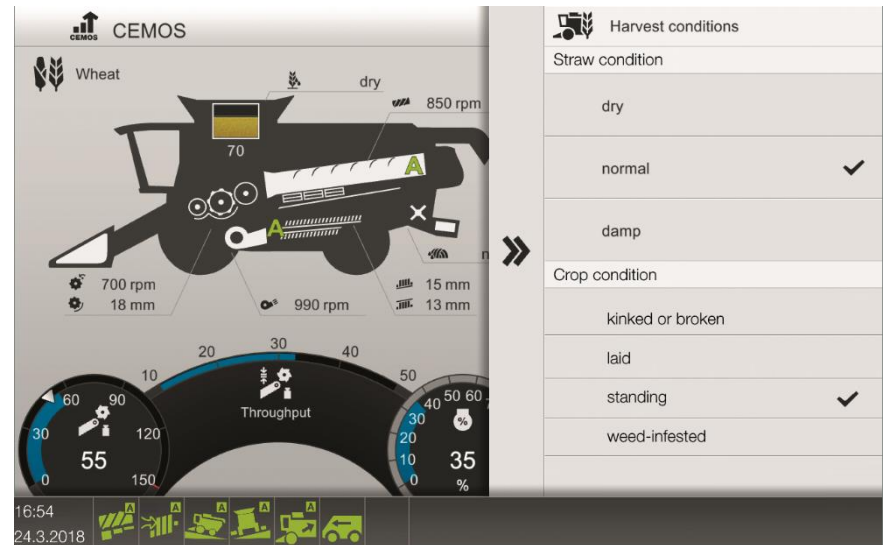 CEMOS
CEMOS
Wheat
dry
850 rpm
70
A
A
n
700 rpm
18 mm
990 rpm
15 mm
13 mm
10
20
30
40
50
Throughput
0
30
60
90
120
150
55
0
10
20
30
40
50
60
%
35
%
Harvest conditions
Straw condition
dry
normal
damp
Crop condition
kinked or broken
laid
standing
weed-infested
16:54
24.3.2018
A
A
A
A
A